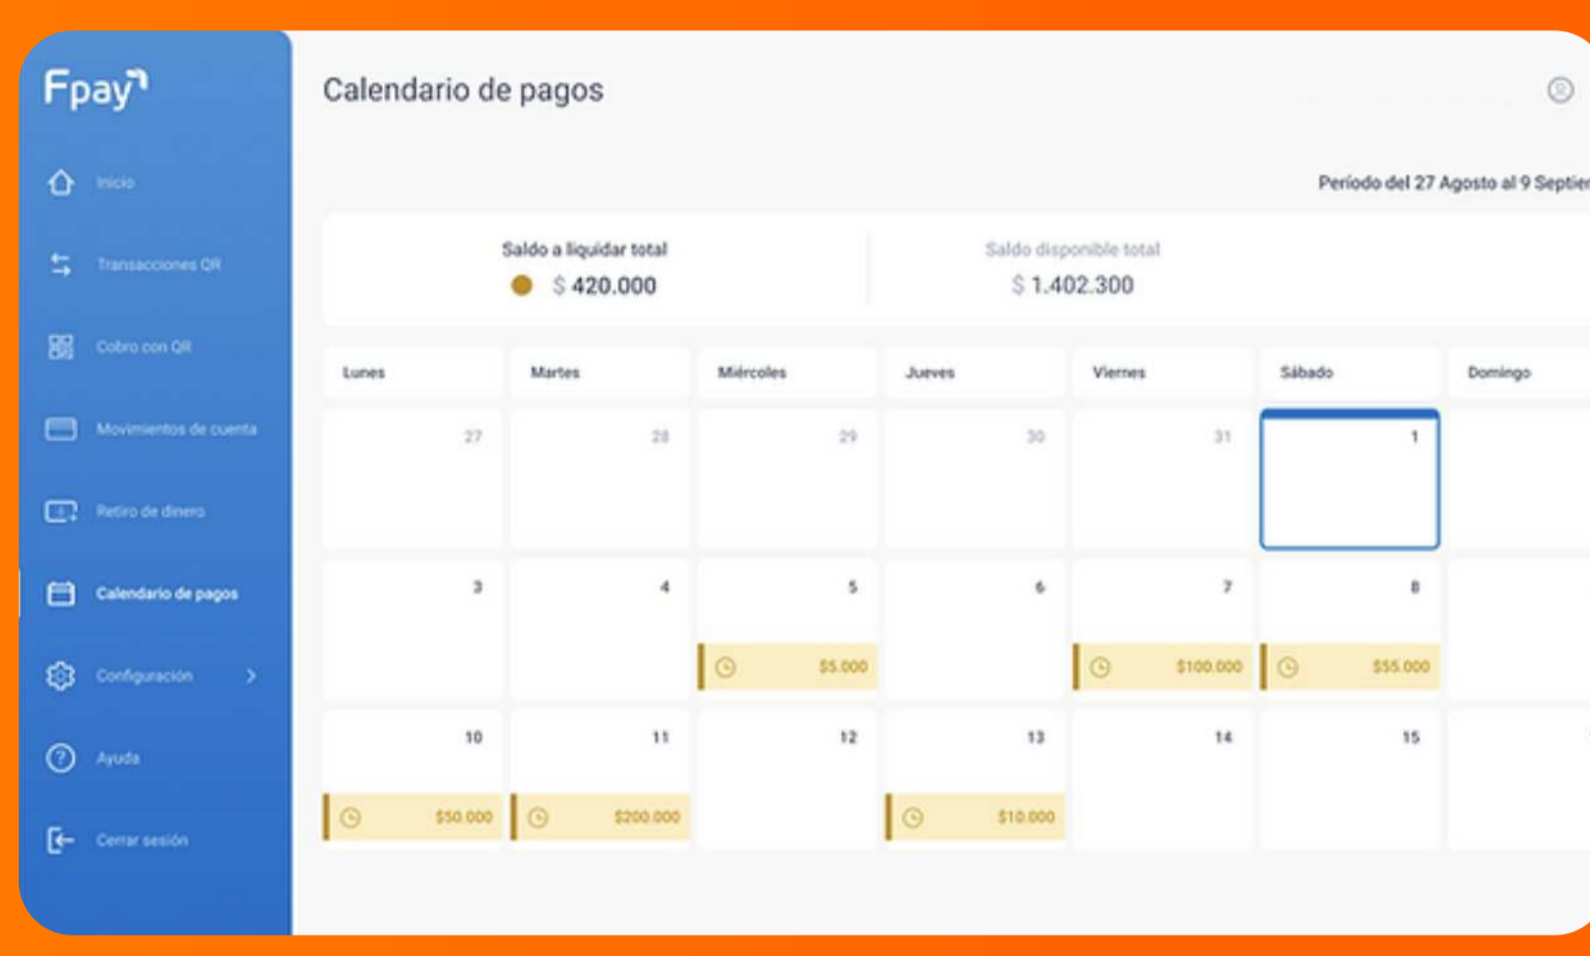 Fpay
Calendario de pagos
Inicio
Período del 27 Agosto al 9 Septie
Transacciones QR
Saldo a liquidar total
Saldo disponible total
$ 420.000
$ 1.402.300
Cobro con QR
Lunes Martes Miércoles Jueves Viernes Sábado Domingo
Movimientos de cuenta
27 28 29 30 31 1
Retiro de dinero
Calendario de pagos
3 4 5 6 7 8
Configuración
$5.000 $100.000 $55.000
10 11 12 13 14 15
Ayuda
$50.000 $200.000 $10.000
Cerrar sesión